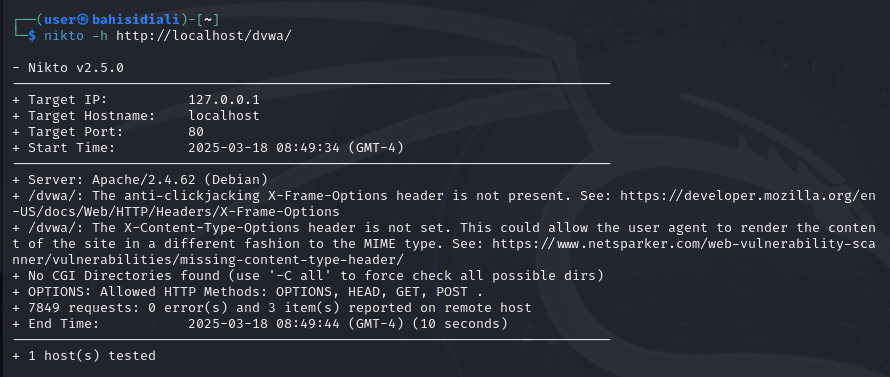 ┌──(user㉿bahisidiali)-[~]
└─$ nikto -h http://localhost/dvwa/
- Nikto v2.5.0
---------------------------------------------------------------------------
+ Target IP:          127.0.0.1
+ Target Hostname:    localhost
+ Target Port:        80
+ Start Time:         2025-03-18 08:49:34 (GMT-4)
---------------------------------------------------------------------------
+ Server: Apache/2.4.62 (Debian)
+ /dvwa/: The anti-clickjacking X-Frame-Options header is not present. See: https://developer.mozilla.org/en
-US/docs/Web/HTTP/Headers/X-Frame-Options
+ /dvwa/: The X-Content-Type-Options header is not set. This could allow the user agent to render the conten
t of the site in a different fashion to the MIME type. See: https://www.netsparker.com/web-vulnerability-sca
nner/vulnerabilities/missing-content-type-header/
+ No CGI Directories found (use '-C all' to force check all possible dirs)
+ OPTIONS: Allowed HTTP Methods: OPTIONS, HEAD, GET, POST .
+ 7849 requests: 0 error(s) and 3 item(s) reported on remote host
+ End Time:           2025-03-18 08:49:44 (GMT-4) (10 seconds)
---------------------------------------------------------------------------
+ 1 host(s) tested